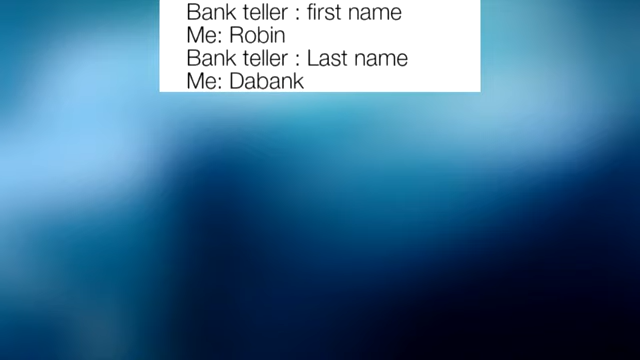 Bank teller : first name
Me: Robin
Bank teller : Last name
Me: Dabank